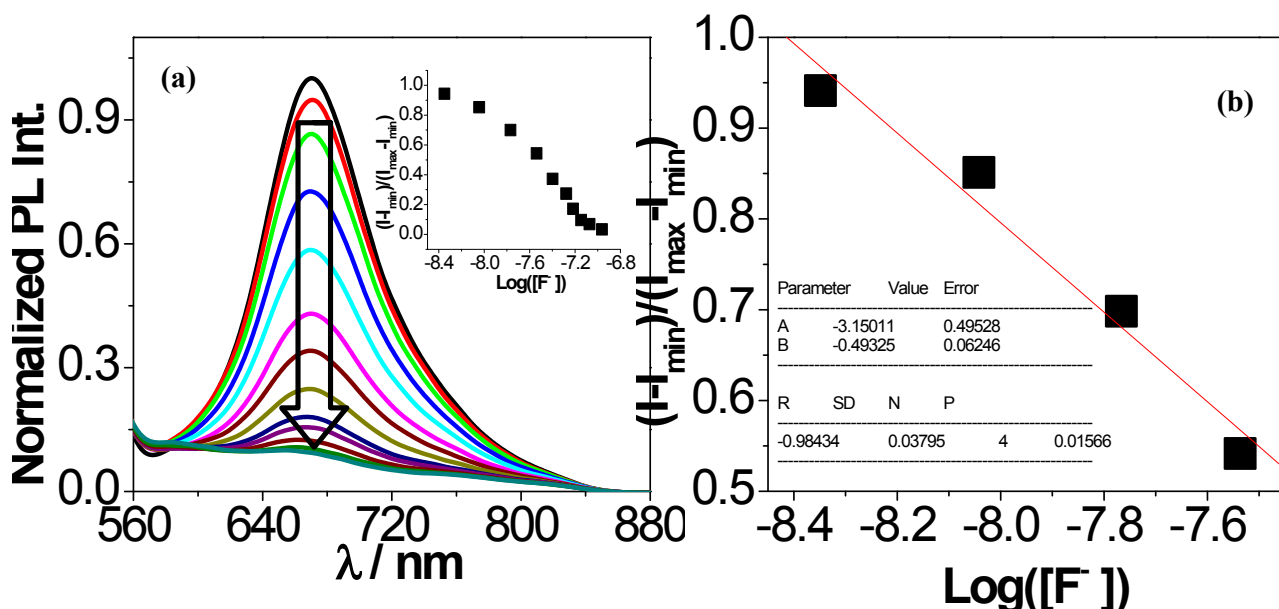 (a)
Normalized PL Int.
0.9
0.6
0.3
0.0
560
640
720
800
880
λ / nm
(I-Imin)/(Imax-Imin)
1.0
0.8
0.6
0.4
0.2
0.0
-8.4
-8.0
-7.6
-7.2
-6.8
Log([F-])
(b)
(I-Imin)/(Imax-Imin)
1.0
0.9
0.8
0.7
0.6
0.5
Parameter Value Error
A -3.15011 0.49528
B -0.49325 0.06246
R SD N P
-0.98434 0.03795 4 0.01566
-8.4
-8.2
-8.0
-7.8
-7.6
Log([F-])